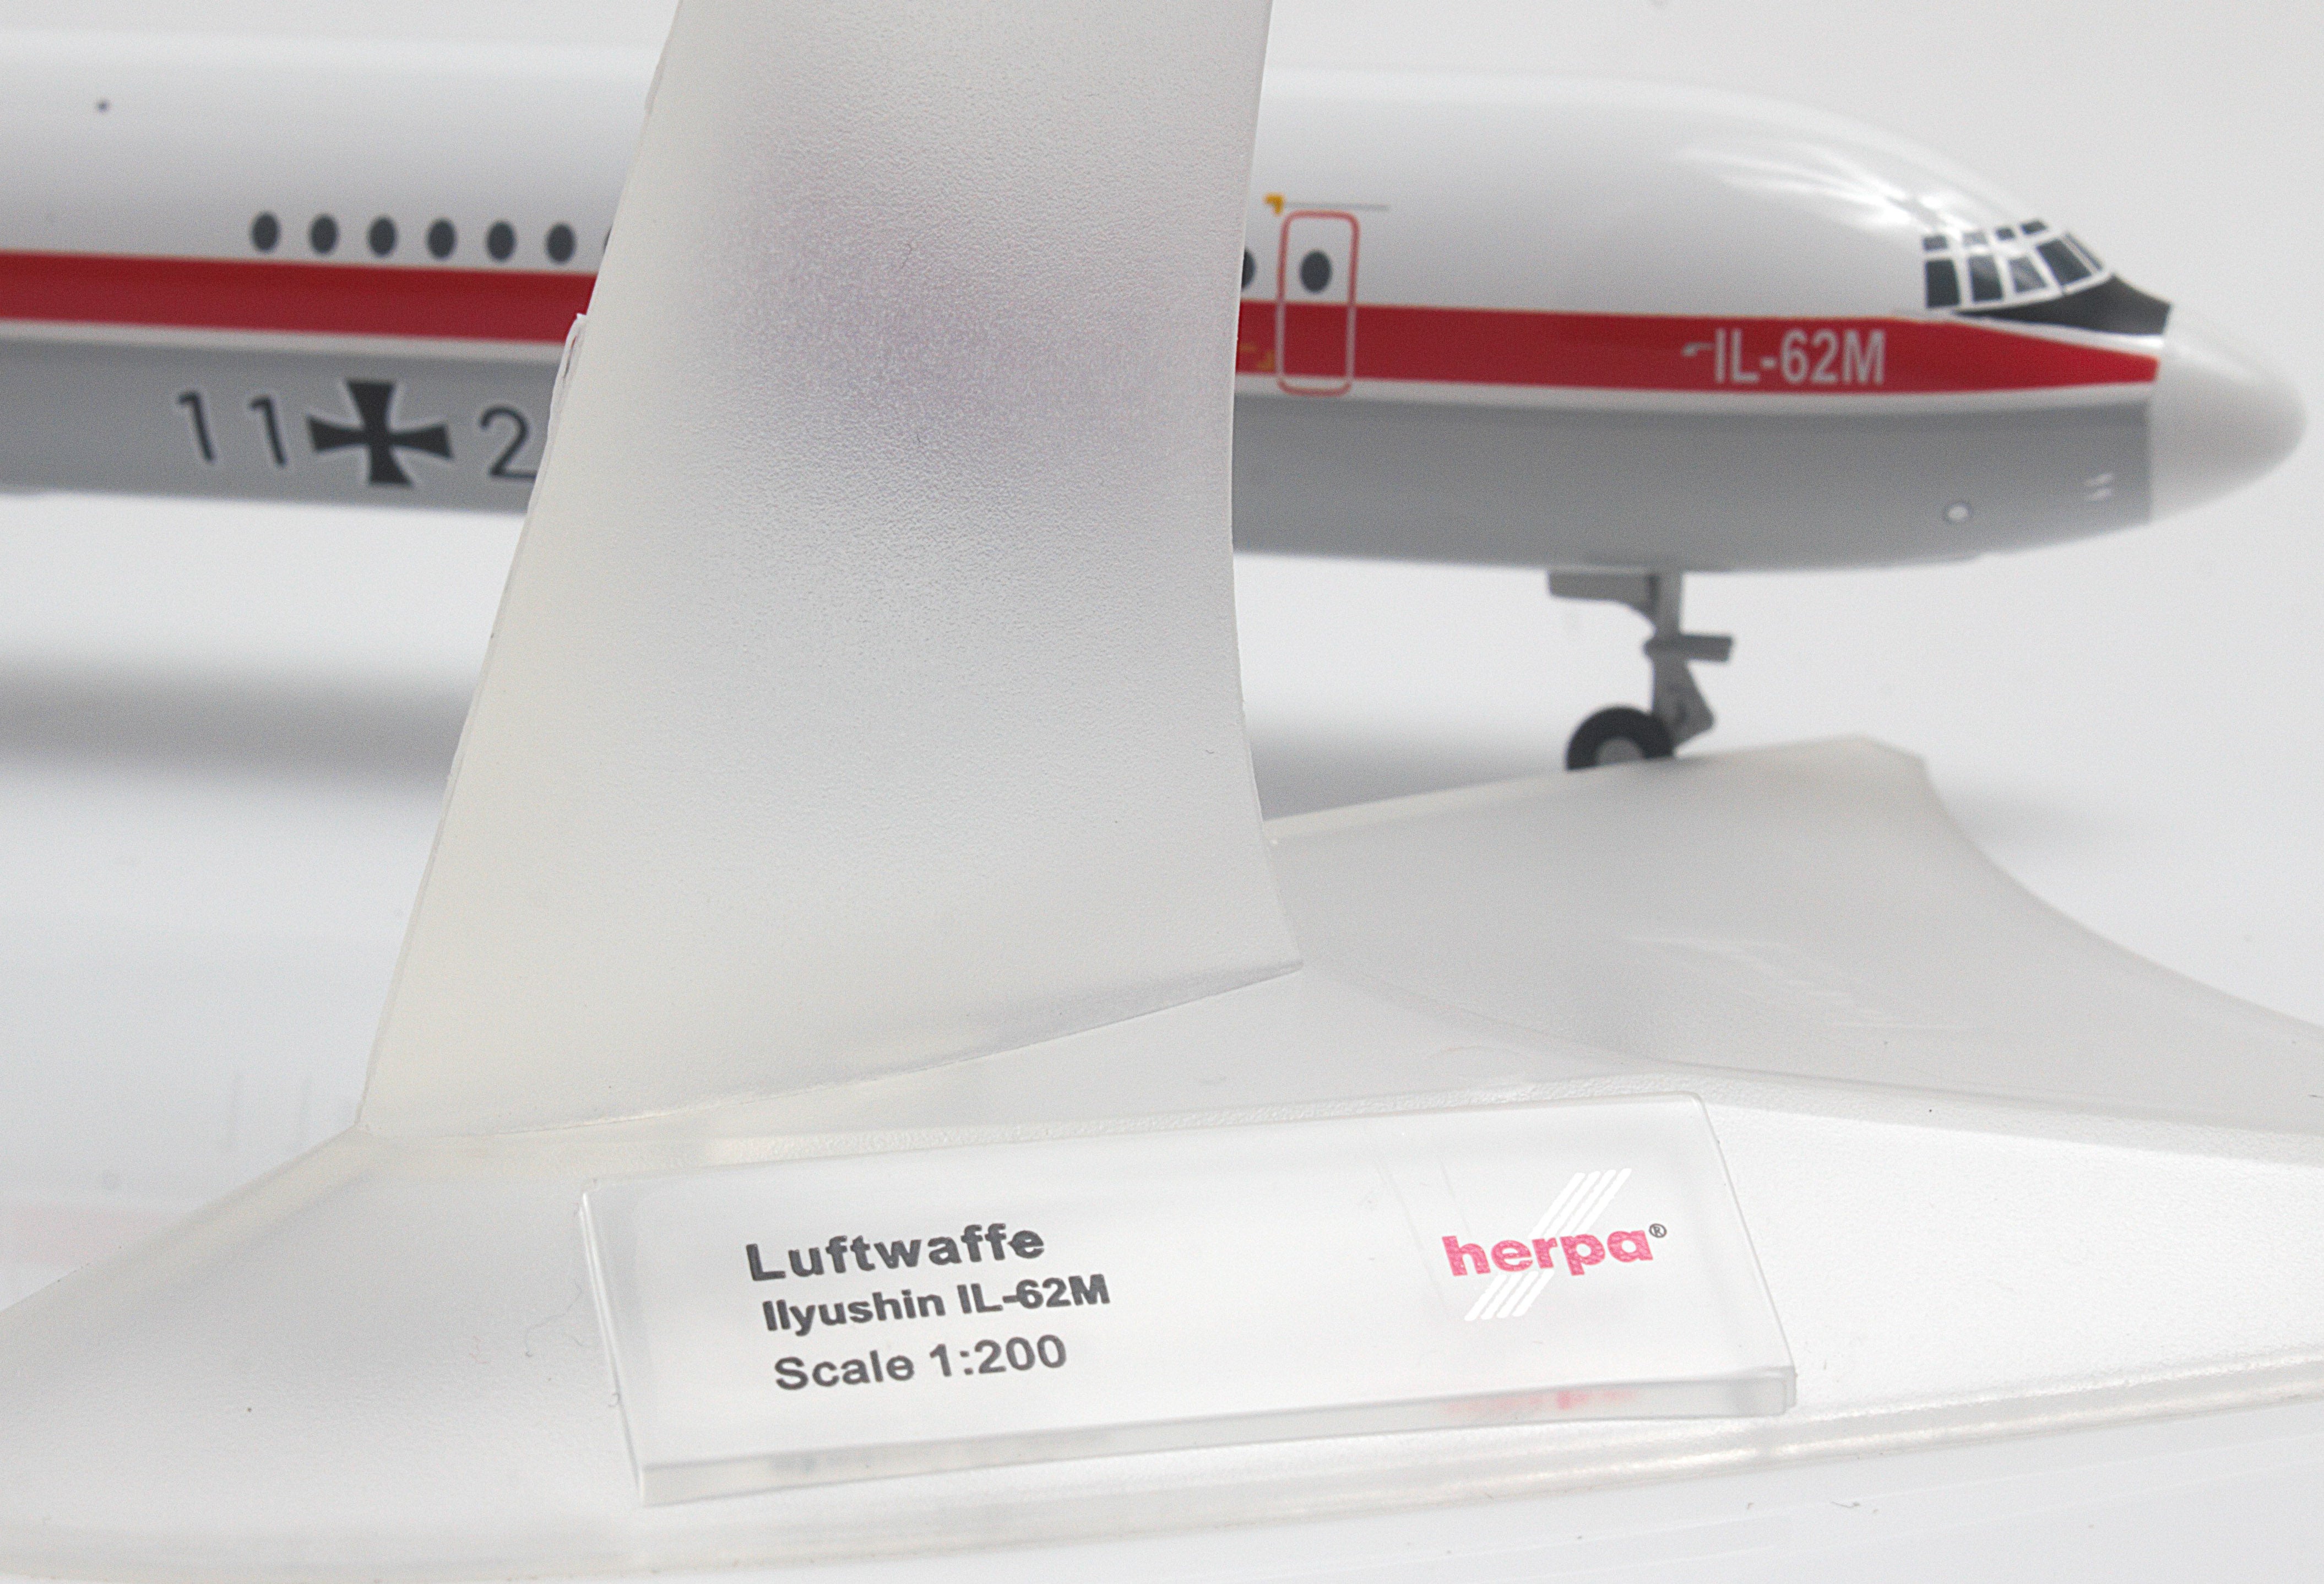 IL-62M
11 2
Luftwaffe
Ilyushin IL-62M
Scale 1:200
herpa®